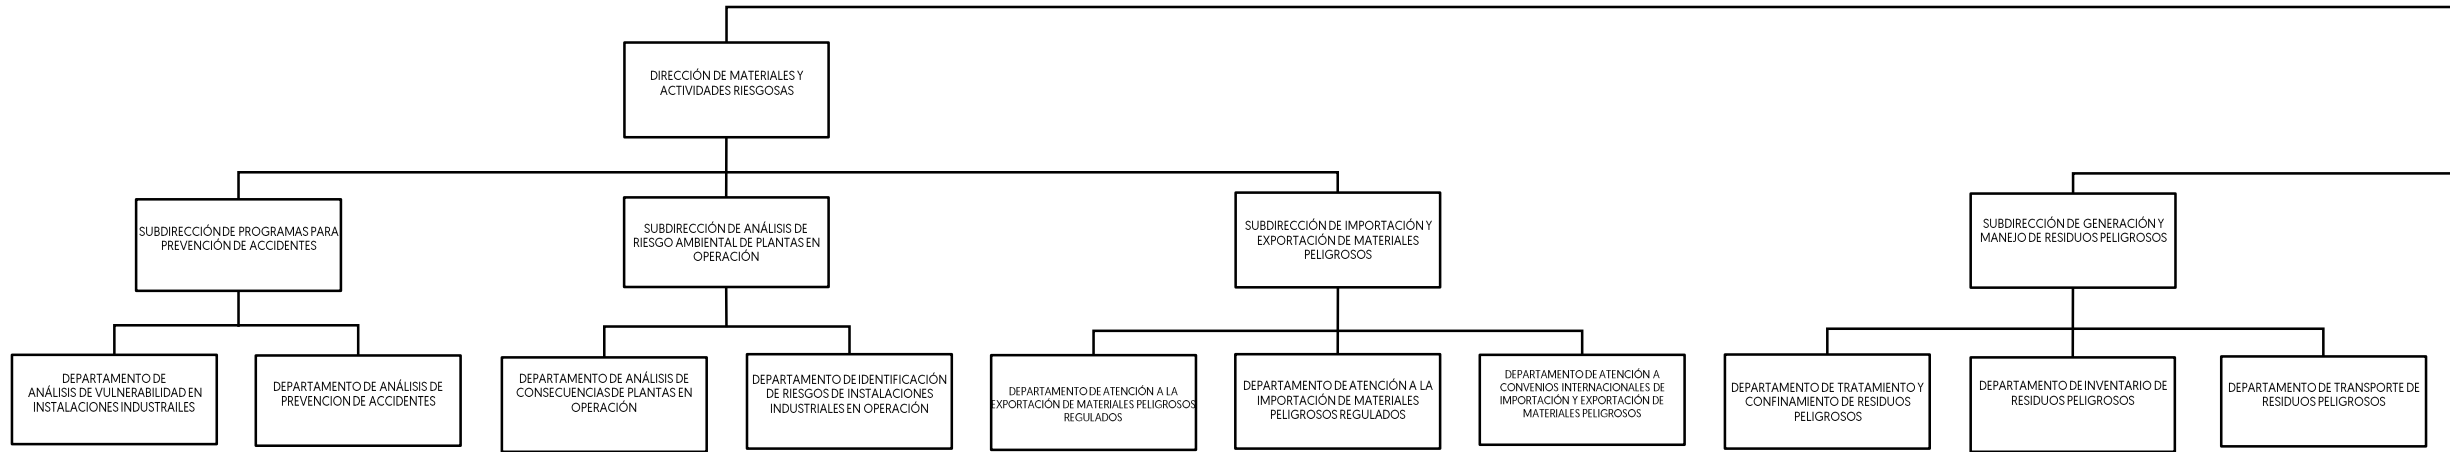 DIRECCIÓN DE MATERIALES Y
ACTIVIDADES RIESGOSAS
SUBDIRECCIÓN DE PROGRAMAS PARA
PREVENCIÓN DE ACCIDENTES
SUBDIRECCIÓN DE ANÁLISIS DE
RIESGO AMBIENTAL DE PLANTAS EN
OPERACIÓN
SUBDIRECCIÓN DE IMPORTACIÓN Y
EXPORTACIÓN DE MATERIALES
PELIGROSOS
SUBDIRECCIÓN DE GENERACIÓN Y
MANEJO DE RESIDUOS PELIGROSOS
DEPARTAMENTO DE
ANÁLISIS DE VULNERABILIDAD EN
INSTALACIONES INDUSTRAILES
DEPARTAMENTO DE ANÁLISIS DE
PREVENCION DE ACCIDENTES
DEPARTAMENTO DE ANÁLISIS DE
CONSECUENCIAS DE PLANTAS EN
OPERACIÓN
DEPARTAMENTO DE IDENTIFICACIÓN
DE RIESGOS DE INSTALACIONES
INDUSTRIALES EN OPERACIÓN
DEPARTAMENTO DE ATENCIÓN A LA
EXPORTACIÓN DE MATERIALES PELIGROSOS
REGULADOS
DEPARTAMENTO DE ATENCIÓN A LA
IMPORTACIÓN DE MATERIALES
PELIGROSOS REGULADOS
DEPARTAMENTO DE ATENCIÓN A
CONVENIOS INTERNACIONALES DE
IMPORTACIÓN Y EXPORTACIÓN DE
MATERIALES PELIGROSOS
DEPARTAMENTO DE TRATAMIENTO Y
CONFINAMIENTO DE RESIDUOS
PELIGROSOS
DEPARTAMENTO DE INVENTARIO DE
RESIDUOS PELIGROSOS
DEPARTAMENTO DE TRANSPORTE DE
RESIDUOS PELIGROSOS